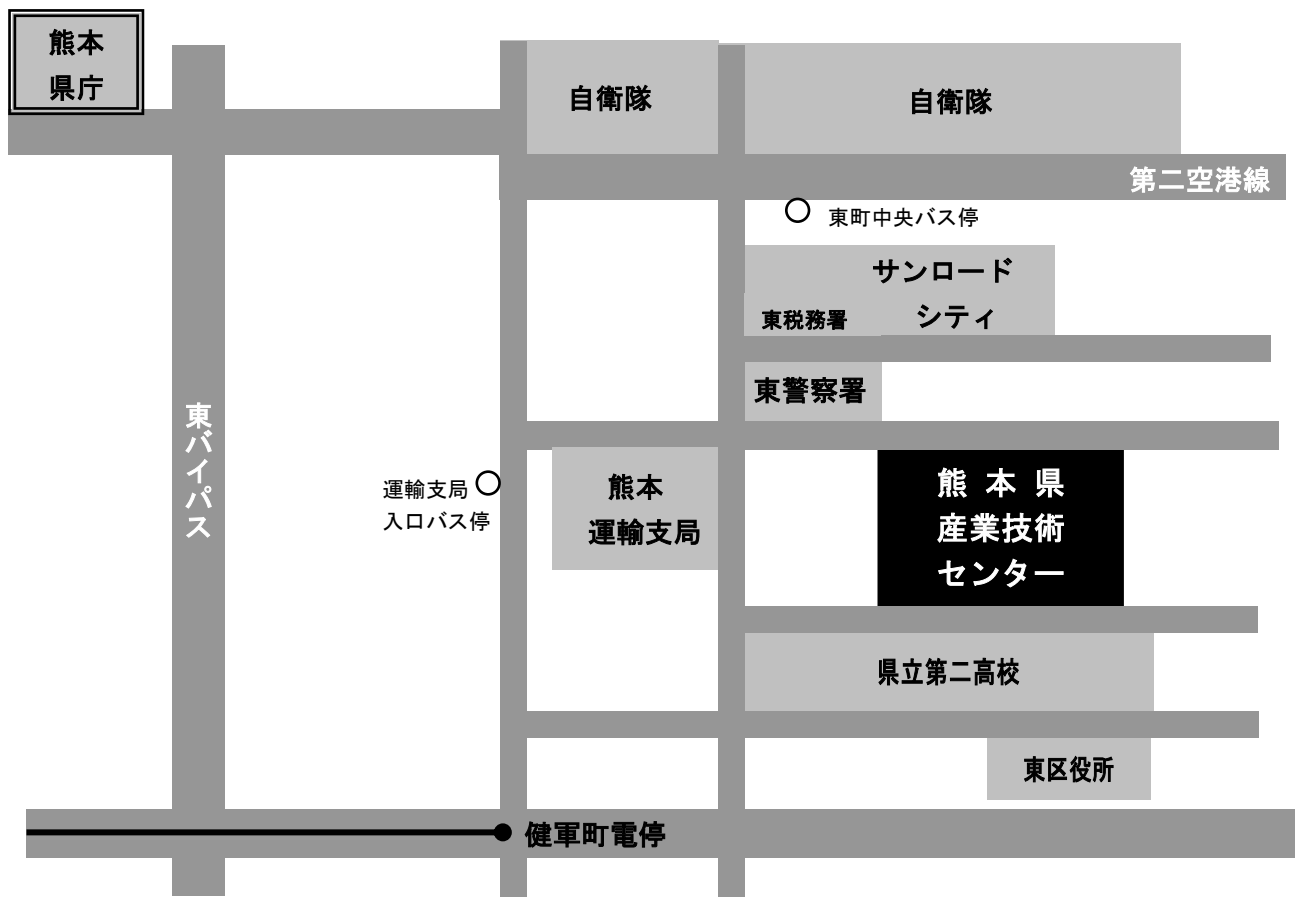 熊本
県庁
自衛隊
自衛隊
第二空港線
東町中央バス停
サンロード
シティ
東税務署
東警察署
東バイパス
運輸支局
入口バス停
熊本
運輸支局
熊本県
産業技術
センター
県立第二高校
東区役所
健軍町電停